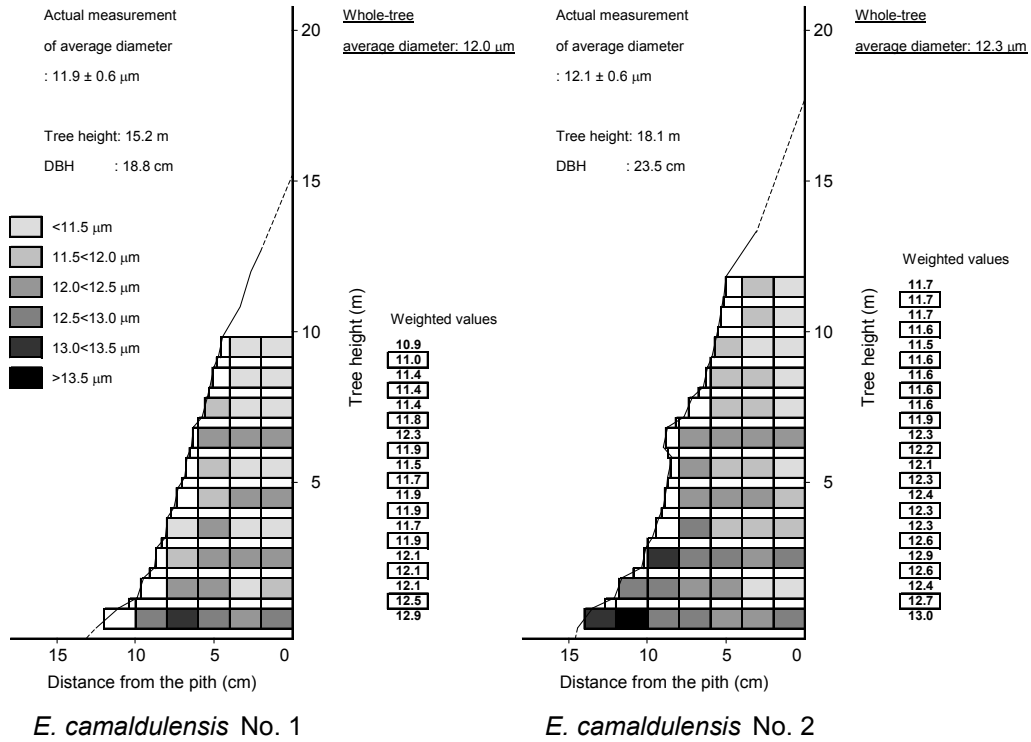 Actual measurement
of average diameter
: 11.9 ± 0.6 μm
Tree height: 15.2 m
DBH : 18.8 cm
Whole-tree
average diameter: 12.0 μm
<11.5 μm
11.5<12.0 μm
12.0<12.5 μm
12.5<13.0 μm
13.0<13.5 μm
>13.5 μm
20
15
10
5
Tree height (m)
Weighted values
10.9
11.0
11.4
11.4
11.4
11.8
12.3
11.9
11.5
11.7
11.9
11.9
11.7
11.9
12.1
12.1
12.1
12.5
12.9
15 10 5 0
Distance from the pith (cm)
E. camaldulensis No. 1
Actual measurement
of average diameter
: 12.1 ± 0.6 μm
Tree height: 18.1 m
DBH : 23.5 cm
Whole-tree
average diameter: 12.3 μm
20
15
10
5
Tree height (m)
Weighted values
11.7
11.7
11.7
11.6
11.5
11.6
11.6
11.6
11.6
11.9
12.3
12.2
12.1
12.3
12.4
12.3
12.3
12.6
12.9
12.6
12.4
12.7
13.0
15 10 5 0
Distance from the pith (cm)
E. camaldulensis No. 2